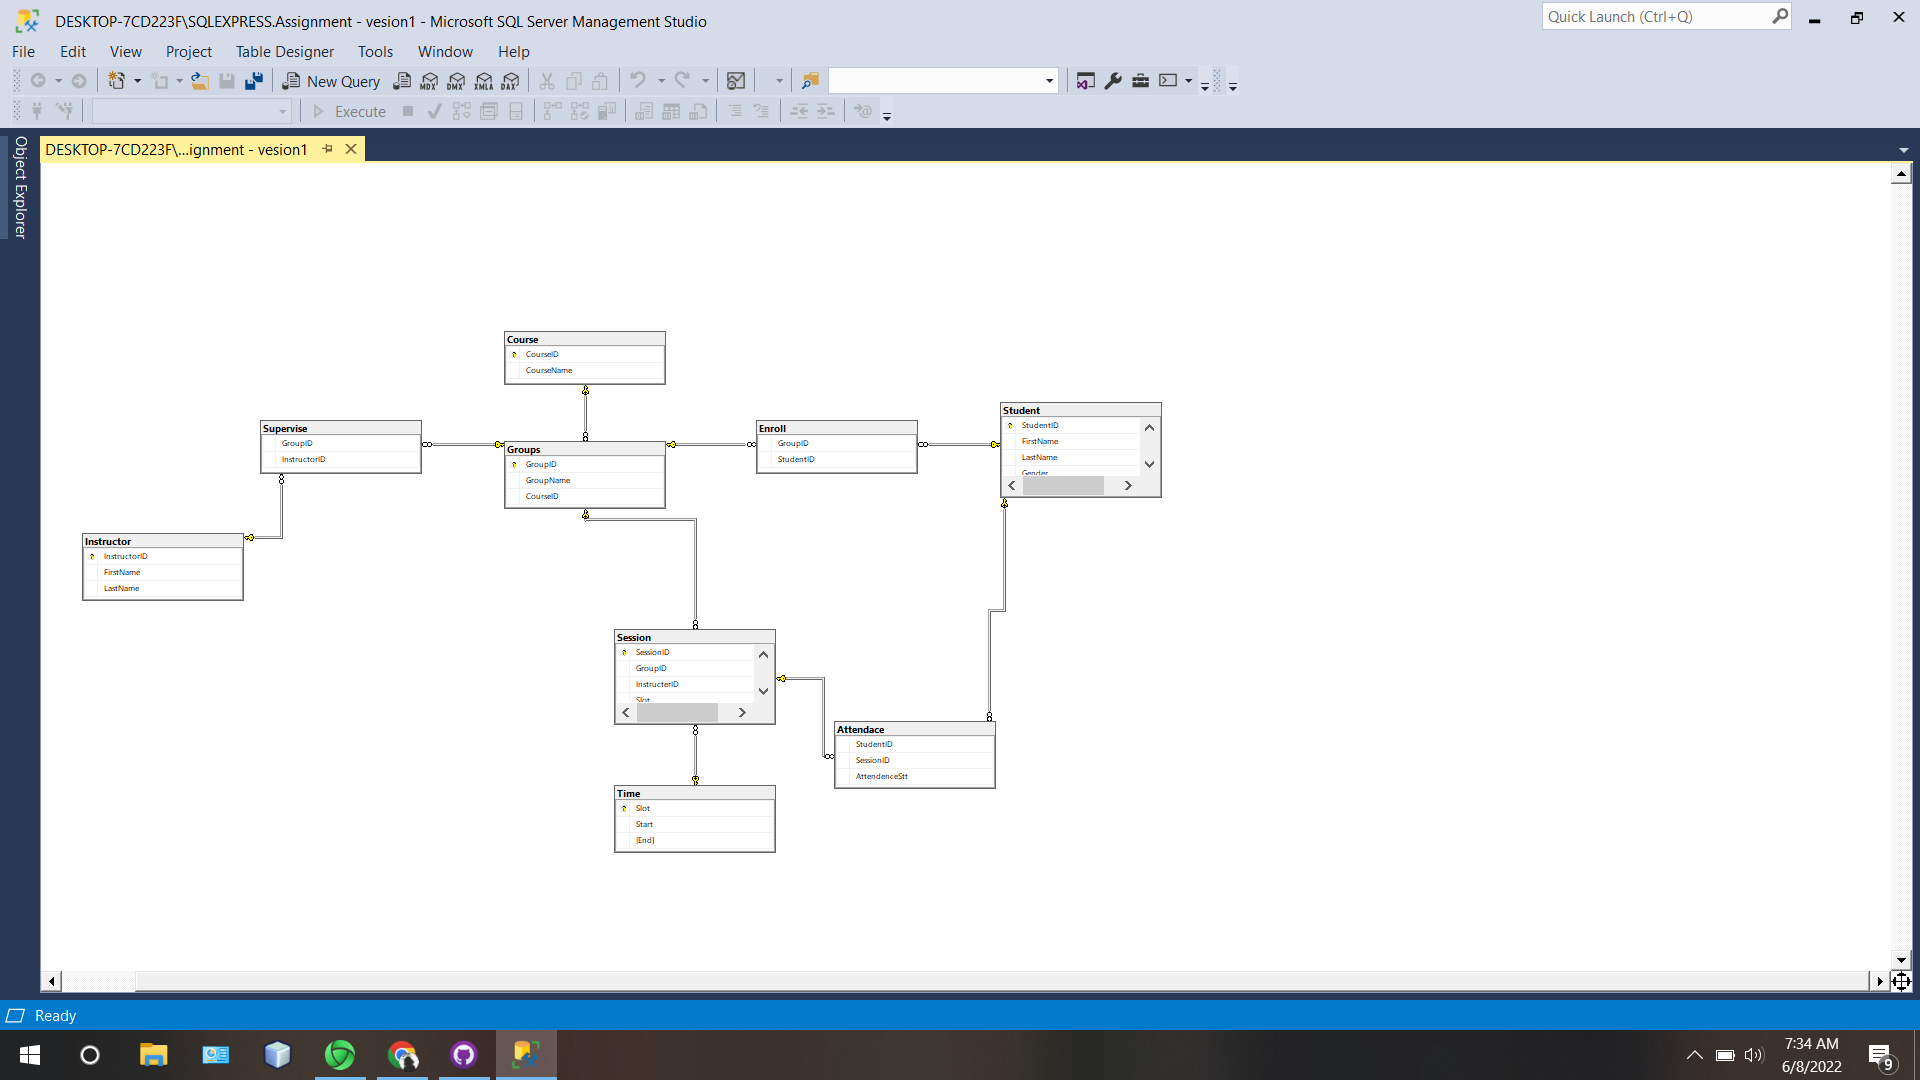 DESKTOP-7CD223F\SQLEXPRESS.Assignment - vesion1 - Microsoft SQL Server Management Studio
Quick Launch (Ctrl+Q)
File Edit View Project Table Designer Tools Window Help
New Query MDX DMX XMLA DAX
Execute
Object Explorer
DESKTOP-7CD223F\...ignment - vesion1
Course
CourseID
CourseName
Supervise
GroupID
InstructorID
Groups
GroupID
GroupName
CourseID
Enroll
GroupID
StudentID
Student
StudentID
FirstName
LastName
Gender
Instructor
InstructorID
FirstName
LastName
Session
SessionID
GroupID
InstructerID
Slot
Attendace
StudentID
SessionID
AttendenceStt
Time
Slot
Start
[End]
Ready
7:34 AM
6/8/2022
9